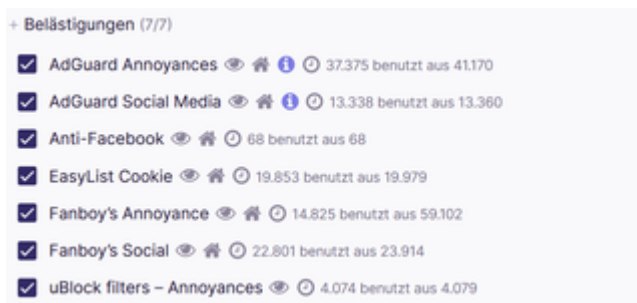 + Belästigungen (7/7)
AdGuard Annoyances 37.375 benutzt aus 41.170
AdGuard Social Media 13.338 benutzt aus 13.360
Anti-Facebook 68 benutzt aus 68
EasyList Cookie 19.853 benutzt aus 19.979
Fanboy's Annoyance 14.825 benutzt aus 59.102
Fanboy's Social 22.801 benutzt aus 23.914
uBlock filters – Annoyances 4.074 benutzt aus 4.079